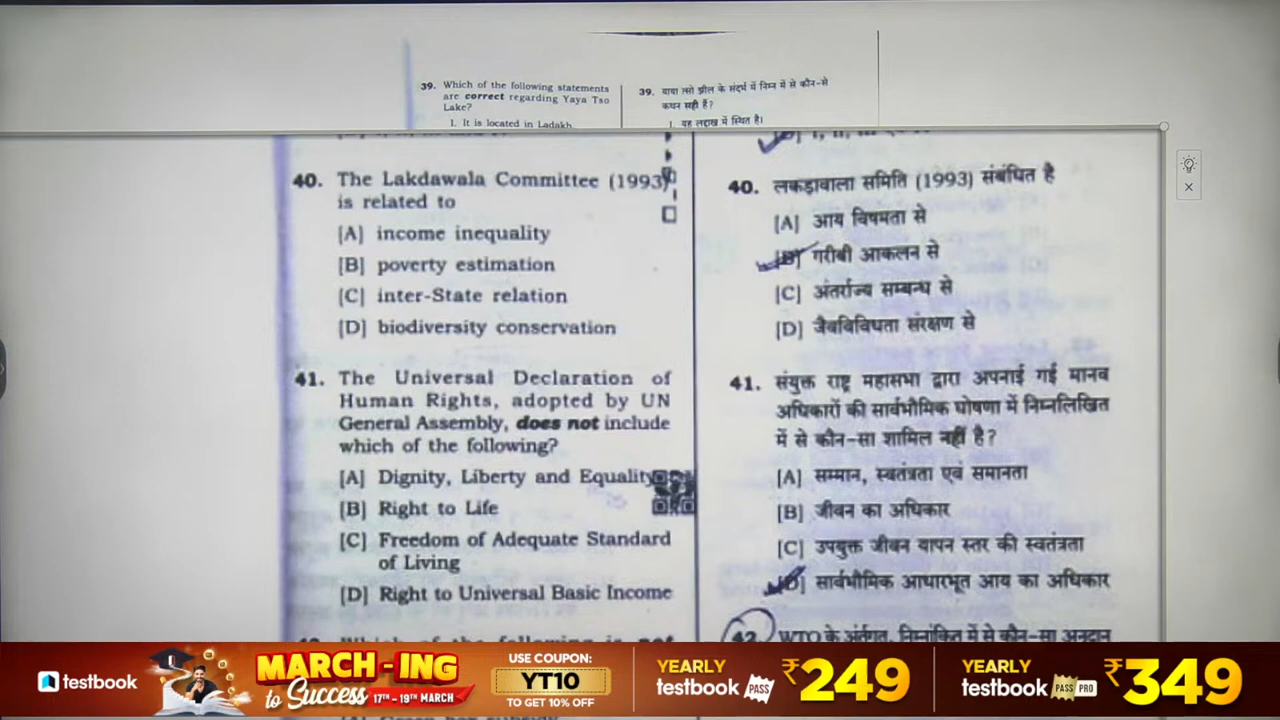 39. Which of the following statements
are correct regarding Yaya Tso
Lake?
1. It is located in Ladakh
39. याया त्सो झील के संदर्भ में निम्न में से कौन-से
कथन सही हैं?
1. यह लद्दाख में स्थित है।
40. The Lakdawala Committee (1993)
is related to
[A] income inequality
[B] poverty estimation
[C] inter-State relation
[D] biodiversity conservation
41. The Universal Declaration of
Human Rights, adopted by UN
General Assembly, does not include
which of the following?
[A] Dignity, Liberty and Equality
[B] Right to Life
[C] Freedom of Adequate Standard
of Living
[D] Right to Universal Basic Income
40. लकड़ावाला समिति (1993) संबंधित है
[A] आय विषमता से
[B] गरीबी आकलन से
[C] अंतर्राज्य सम्बन्ध से
[D] जैवविविधता संरक्षण से
41. संयुक्त राष्ट्र महासभा द्वारा अपनाई गई मानव
अधिकारों की सार्वभौमिक घोषणा में निम्नलिखित
में से कौन-सा शामिल नहीं है?
[A] सम्मान, स्वतंत्रता एवं समानता
[B] जीवन का अधिकार
[C] उपयुक्त जीवन यापन स्तर की स्वतंत्रता
[D] सार्वभौमिक आधारभूत आय का अधिकार
42. WTO के अंतर्गत, निम्नांकित में से कौन-सा अनुदान
testbook
MARCH-ING
to Success
17TH - 19TH MARCH
USE COUPON:
YT10
TO GET 10% OFF
YEARLY
testbook PASS
₹249
YEARLY
testbook PASS PRO
₹349